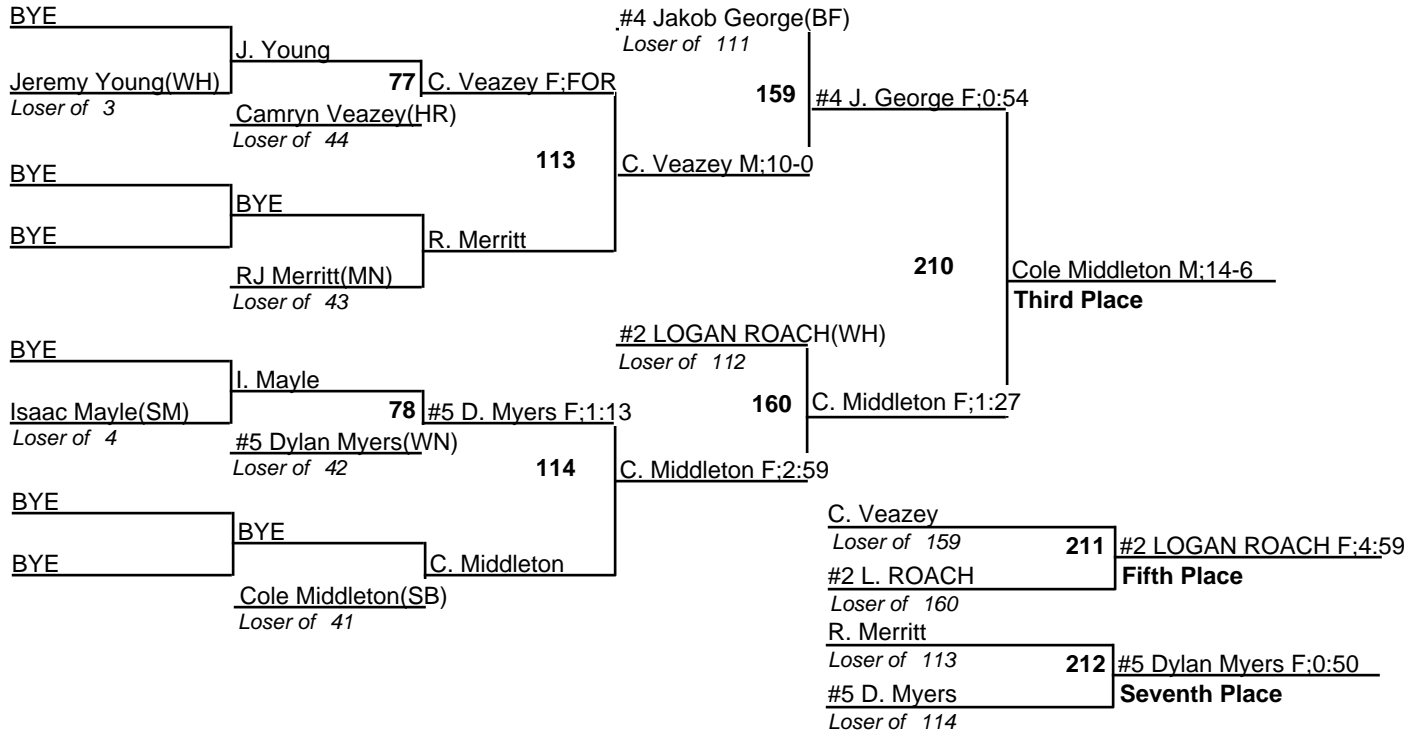 BYE
J. Young
Jeremy Young(WH)
Loser of 3
77
C. Veazey F;FOR
Camryn Veazey(HR)
Loser of 44
113
BYE
BYE
BYE
R. Merritt
RJ Merritt(MN)
Loser of 43
#4 Jakob George(BF)
Loser of 111
159
#4 J. George F;0:54
C. Veazey M;10-0
210
Cole Middleton M;14-6
Third Place
BYE
I. Mayle
Isaac Mayle(SM)
Loser of 4
78
#5 D. Myers F;1:13
#5 Dylan Myers(WN)
Loser of 42
114
BYE
BYE
BYE
C. Middleton
Cole Middleton(SB)
Loser of 41
#2 LOGAN ROACH(WH)
Loser of 112
160
C. Middleton F;1:27
C. Middleton F;2:59
C. Veazey
Loser of 159
211
#2 LOGAN ROACH F;4:59
Fifth Place
#2 L. ROACH
Loser of 160
R. Merritt
Loser of 113
212
#5 Dylan Myers F;0:50
Seventh Place
#5 D. Myers
Loser of 114